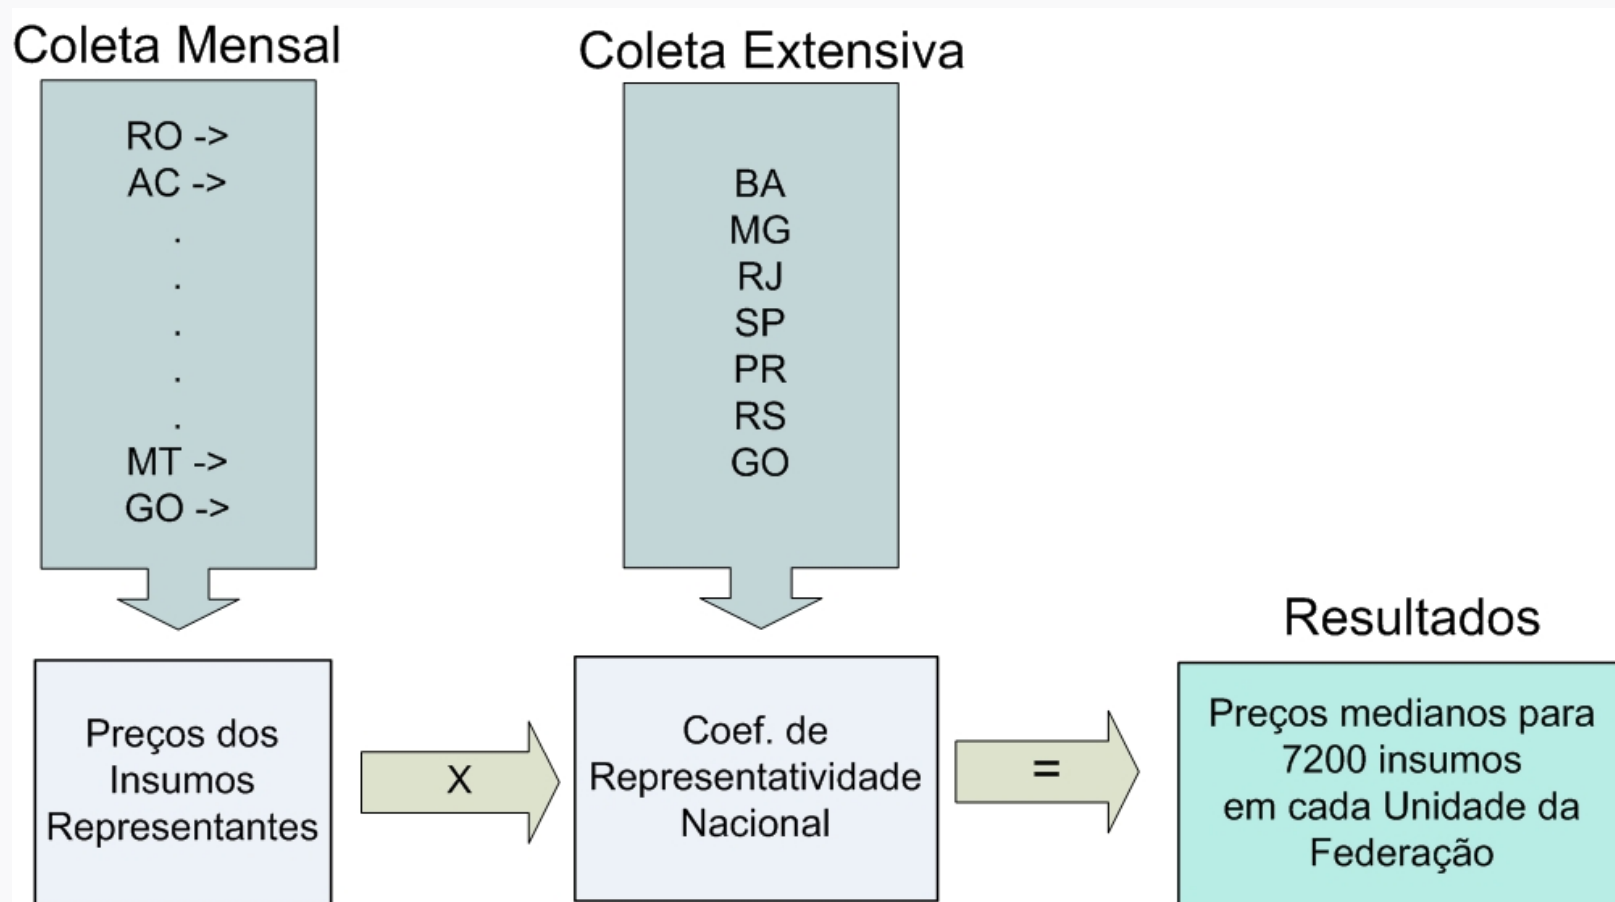 Coleta Mensal
RO ->
AC ->
.
.
.
.
.
MT ->
GO ->
Coleta Extensiva
BA
MG
RJ
SP
PR
RS
GO
Preços dos
Insumos
Representantes
X
Coef. de
Representatividade
Nacional
=
Resultados
Preços medianos para
7200 insumos
em cada Unidade da
Federação